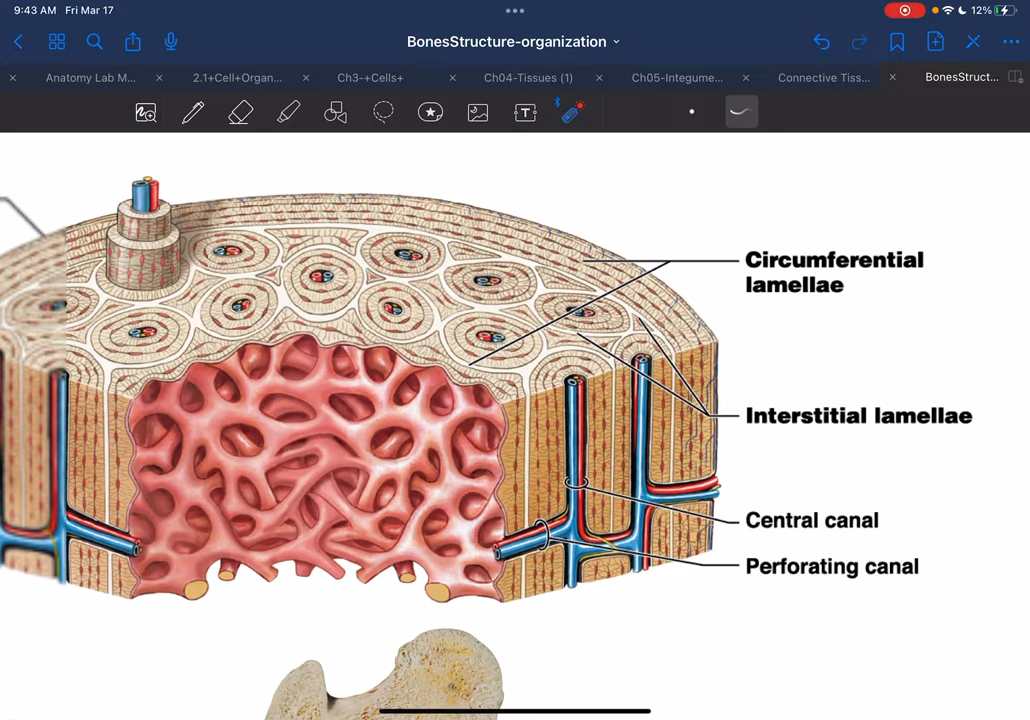 9:43 AM Fri Mar 17
12%
BonesStructure-organization
Anatomy Lab M...
2.1+Cell+Organ...
Ch3-+Cells+
Ch04-Tissues (1)
Ch05-Integume...
Connective Tiss...
BonesStruct...
T
Circumferential
lamellae
Interstitial lamellae
Central canal
Perforating canal